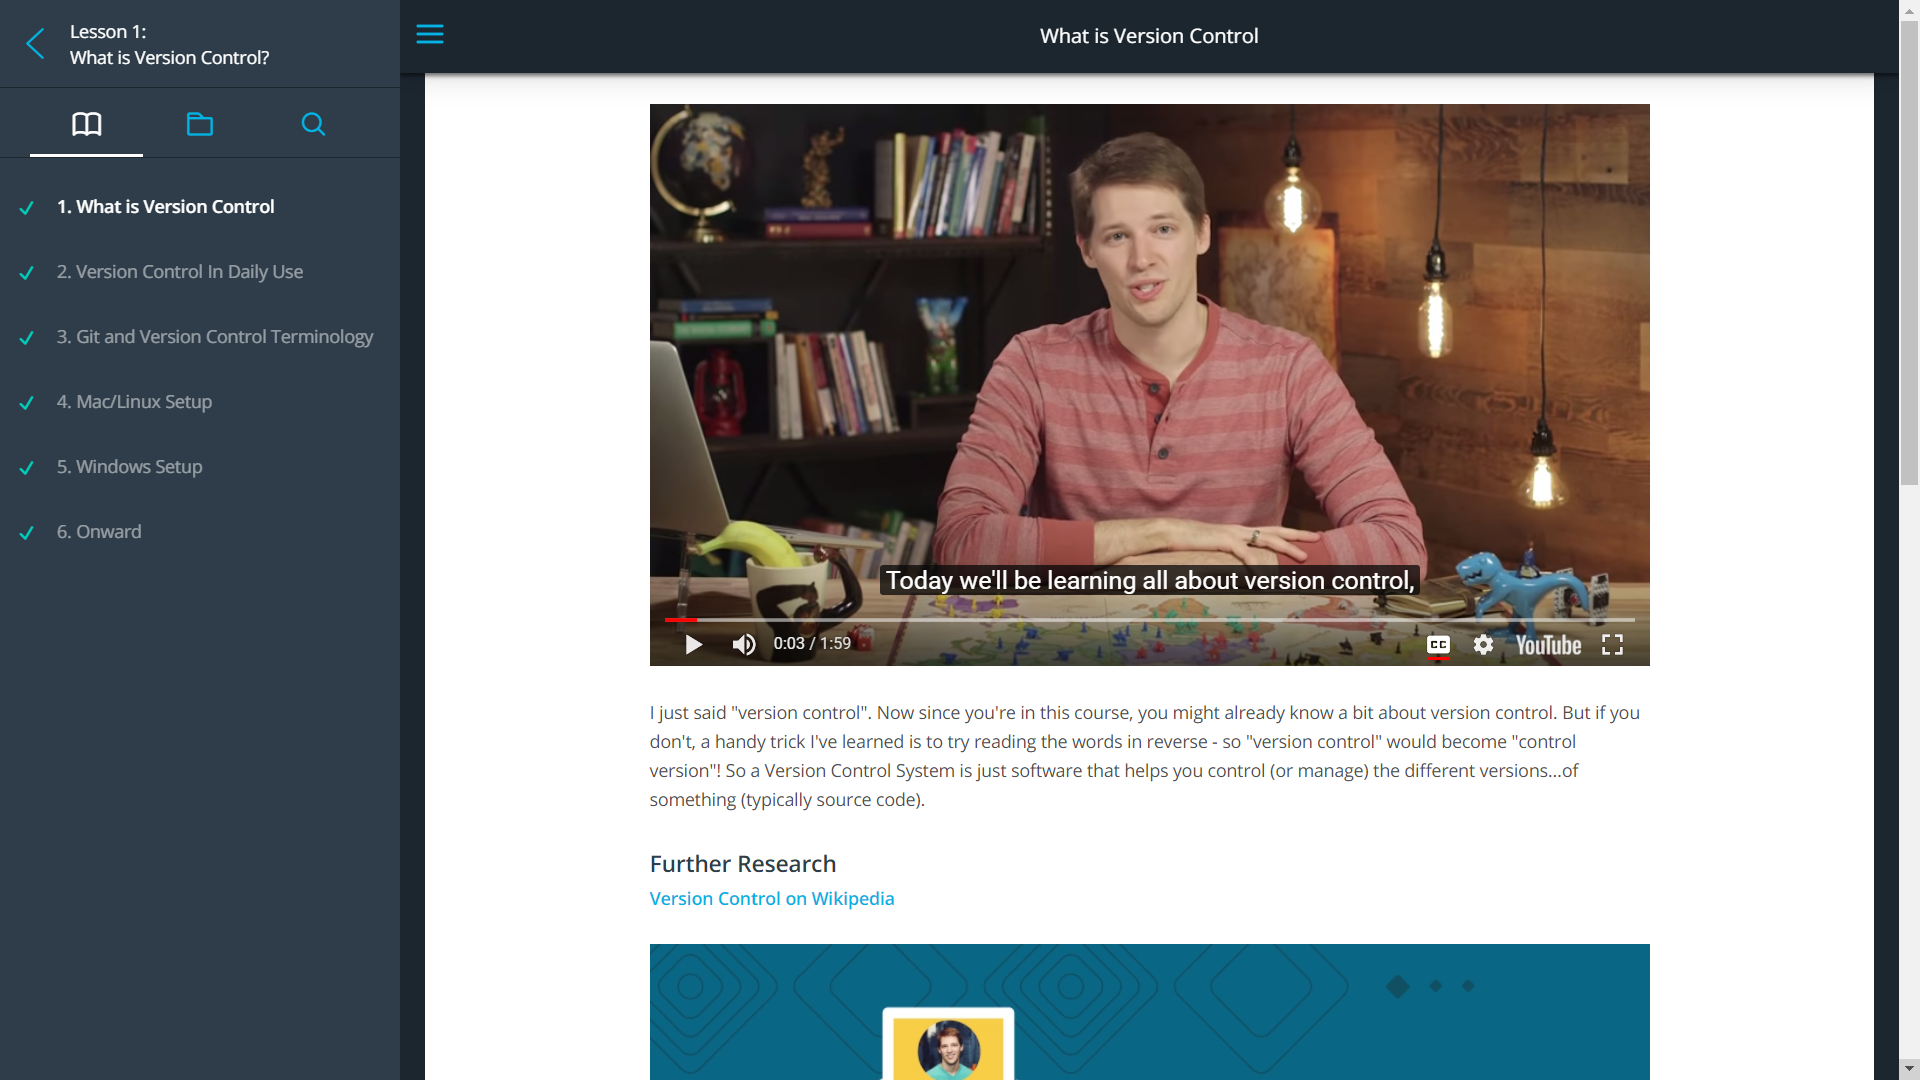 Lesson 1:
What is Version Control?
What is Version Control
1. What is Version Control
2. Version Control In Daily Use
3. Git and Version Control Terminology
4. Mac/Linux Setup
5. Windows Setup
6. Onward
Today we'll be learning all about version control,
0:03 / 1:59
CC
YouTube
I just said "version control". Now since you're in this course, you might already know a bit about version control. But if you
don't, a handy trick I've learned is to try reading the words in reverse - so "version control" would become "control
version"! So a Version Control System is just software that helps you control (or manage) the different versions...of
something (typically source code).
Further Research
Version Control on Wikipedia